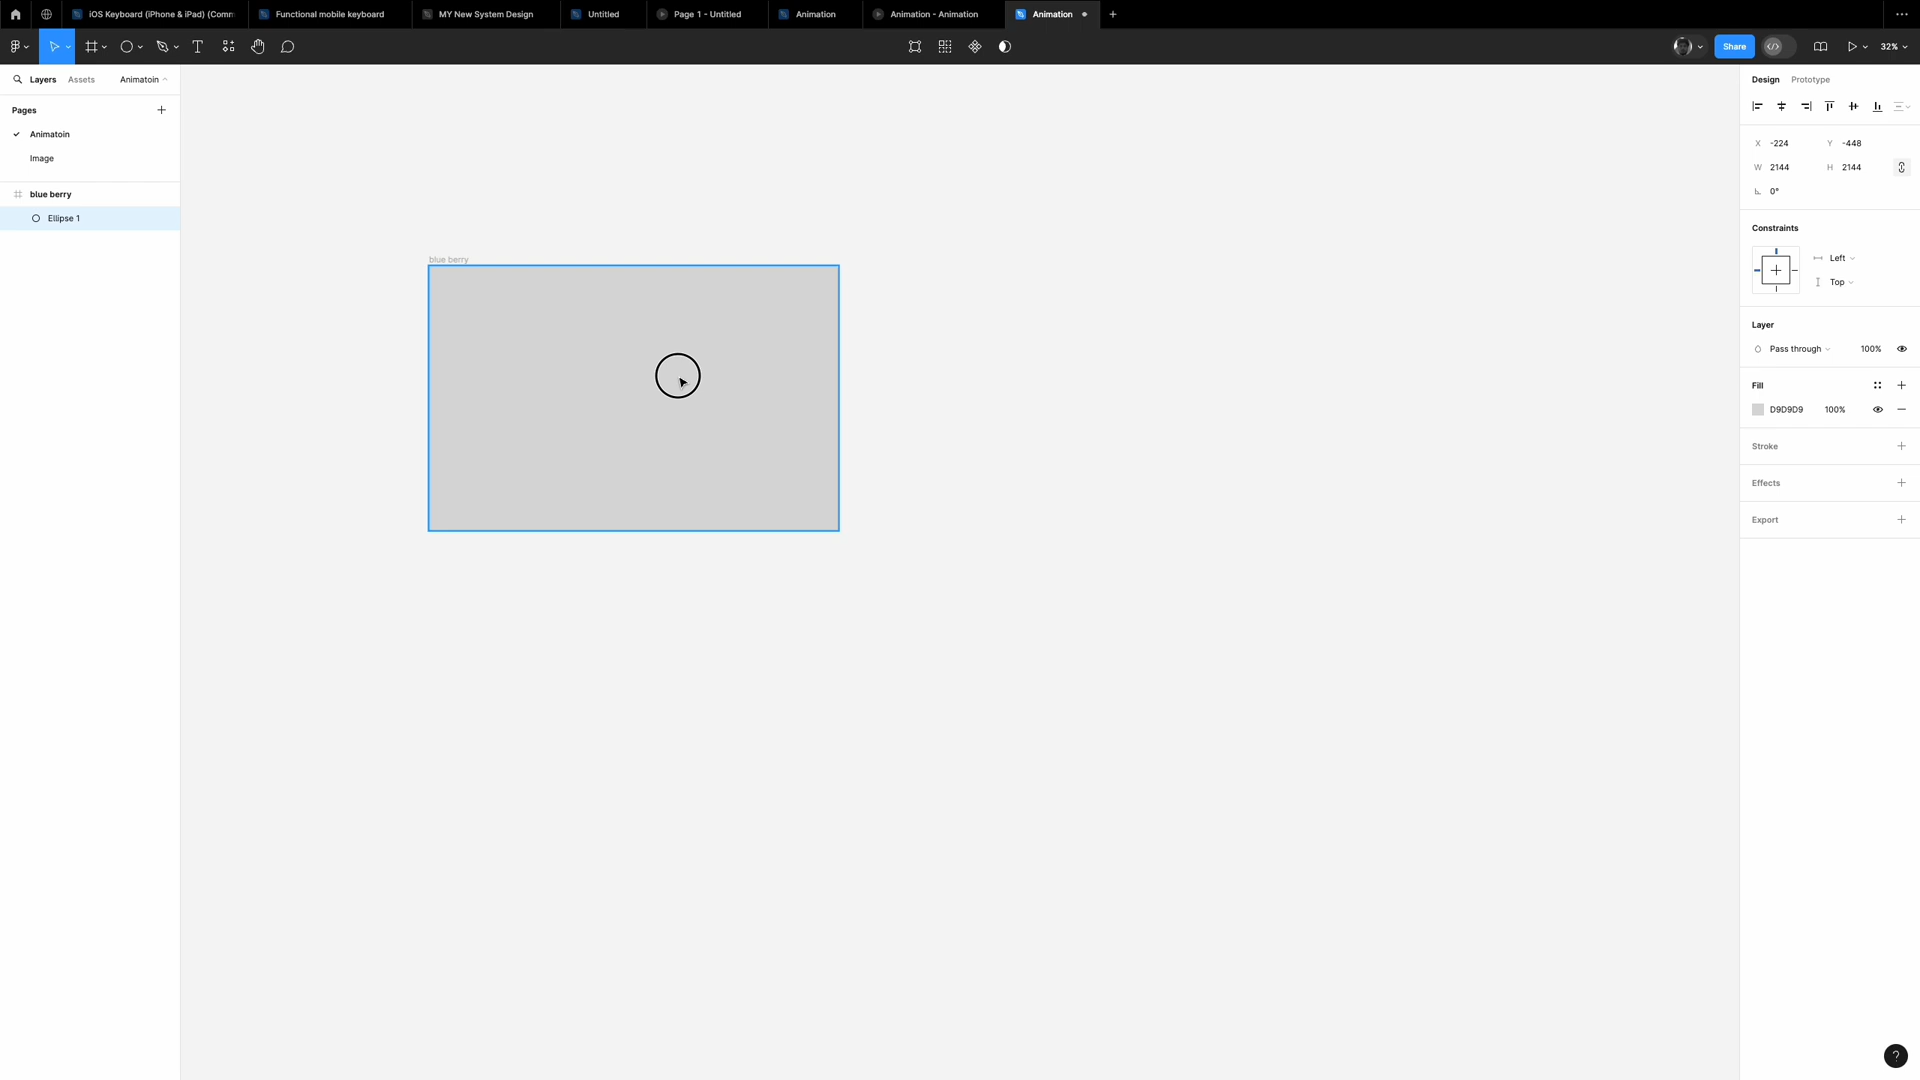 iOS Keyboard (iPhone & iPad) (Comm
Functional mobile keyboard
MY New System Design
Untitled
Page 1 - Untitled
Animation
Animation - Animation
Animation
Share
32%
Layers
Assets
Animatoin
Design
Prototype
Pages
Animatoin
Image
blue berry
Ellipse 1
blue berry
X -224
Y -448
W 2144
H 2144
0°
Constraints
Left
Top
Layer
Pass through
100%
Fill
D9D9D9
100%
Stroke
Effects
Export
?